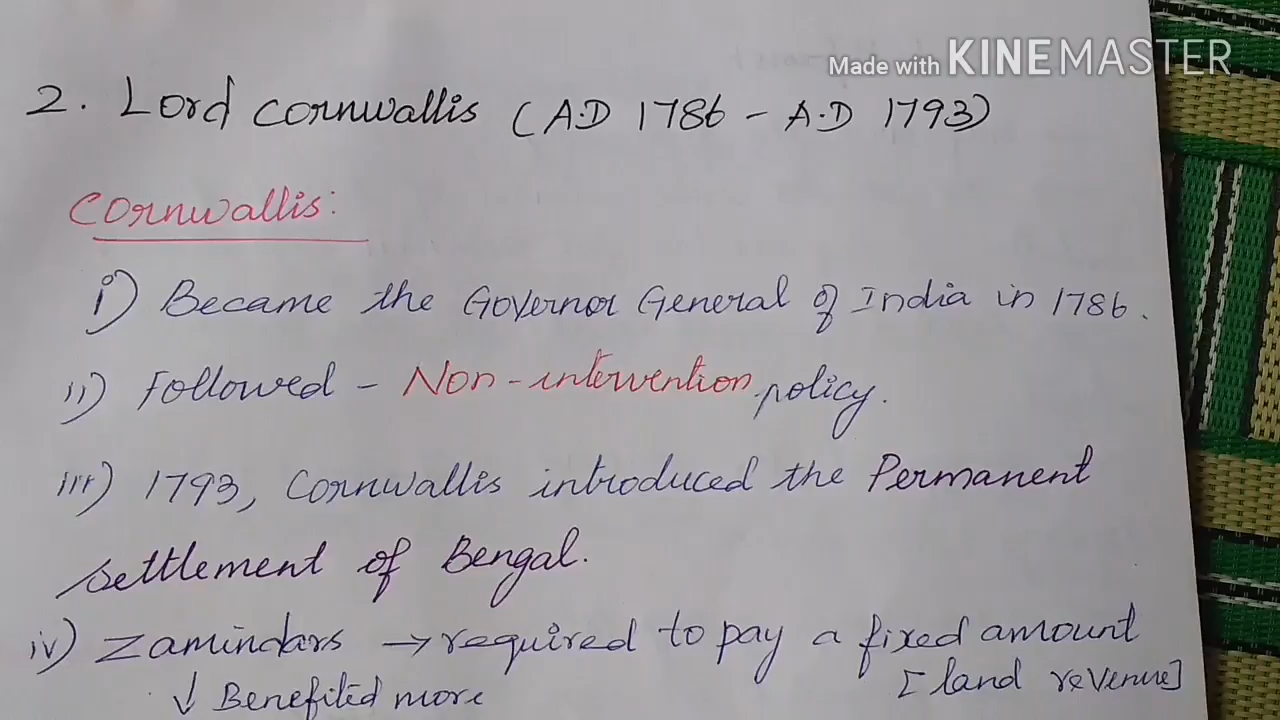 Made with KINEMASTER
2. Lord Cornwallis (A.D 1786 - A.D 1793)
Cornwallis:
i) Became the Governor General of India in 1786.
ii) Followed - Non-intervention policy.
iii) 1793, Cornwallis introduced the Permanent
settlement of Bengal.
iv) Zamindars → required to pay a fixed amount
[land revenue]
↓ Benefited more